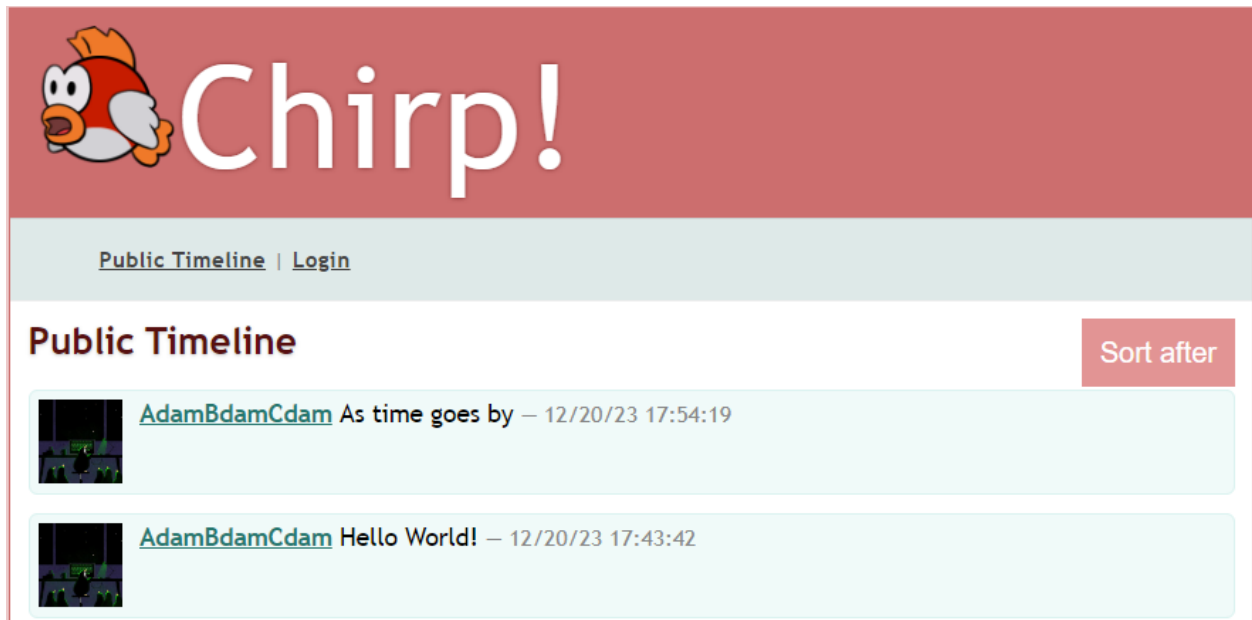 Chirp!
Public Timeline | Login
Public Timeline
Sort after
AdamBdamCdam As time goes by — 12/20/23 17:54:19
AdamBdamCdam Hello World! — 12/20/23 17:43:42